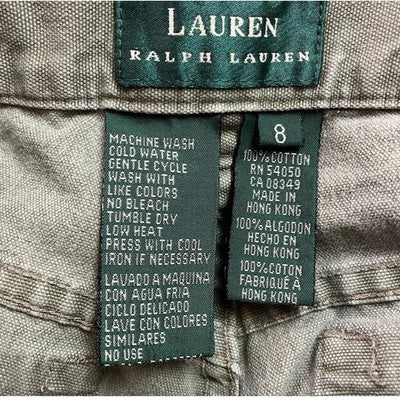 LAUREN
RALPH LAUREN
MACHINE WASH
COLD WATER
GENTLE CYCLE
WASH WITH
LIKE COLORS
NO BLEACH
TUMBLE DRY
LOW HEAT
PRESS WITH COOL
IRON IF NECESSARY
LAVADO A MAQUINA
CON AGUA FRIA
CICLO DELICADO
LAVE CON COLORES
SIMILARES
NO USE
8
100% COTTON
RN 54050
CA 08349
MADE IN
HONG KONG
100% ALGODON
HECHO EN
HONG KONG
100% COTON
FABRIQUÉ À
HONG KONG